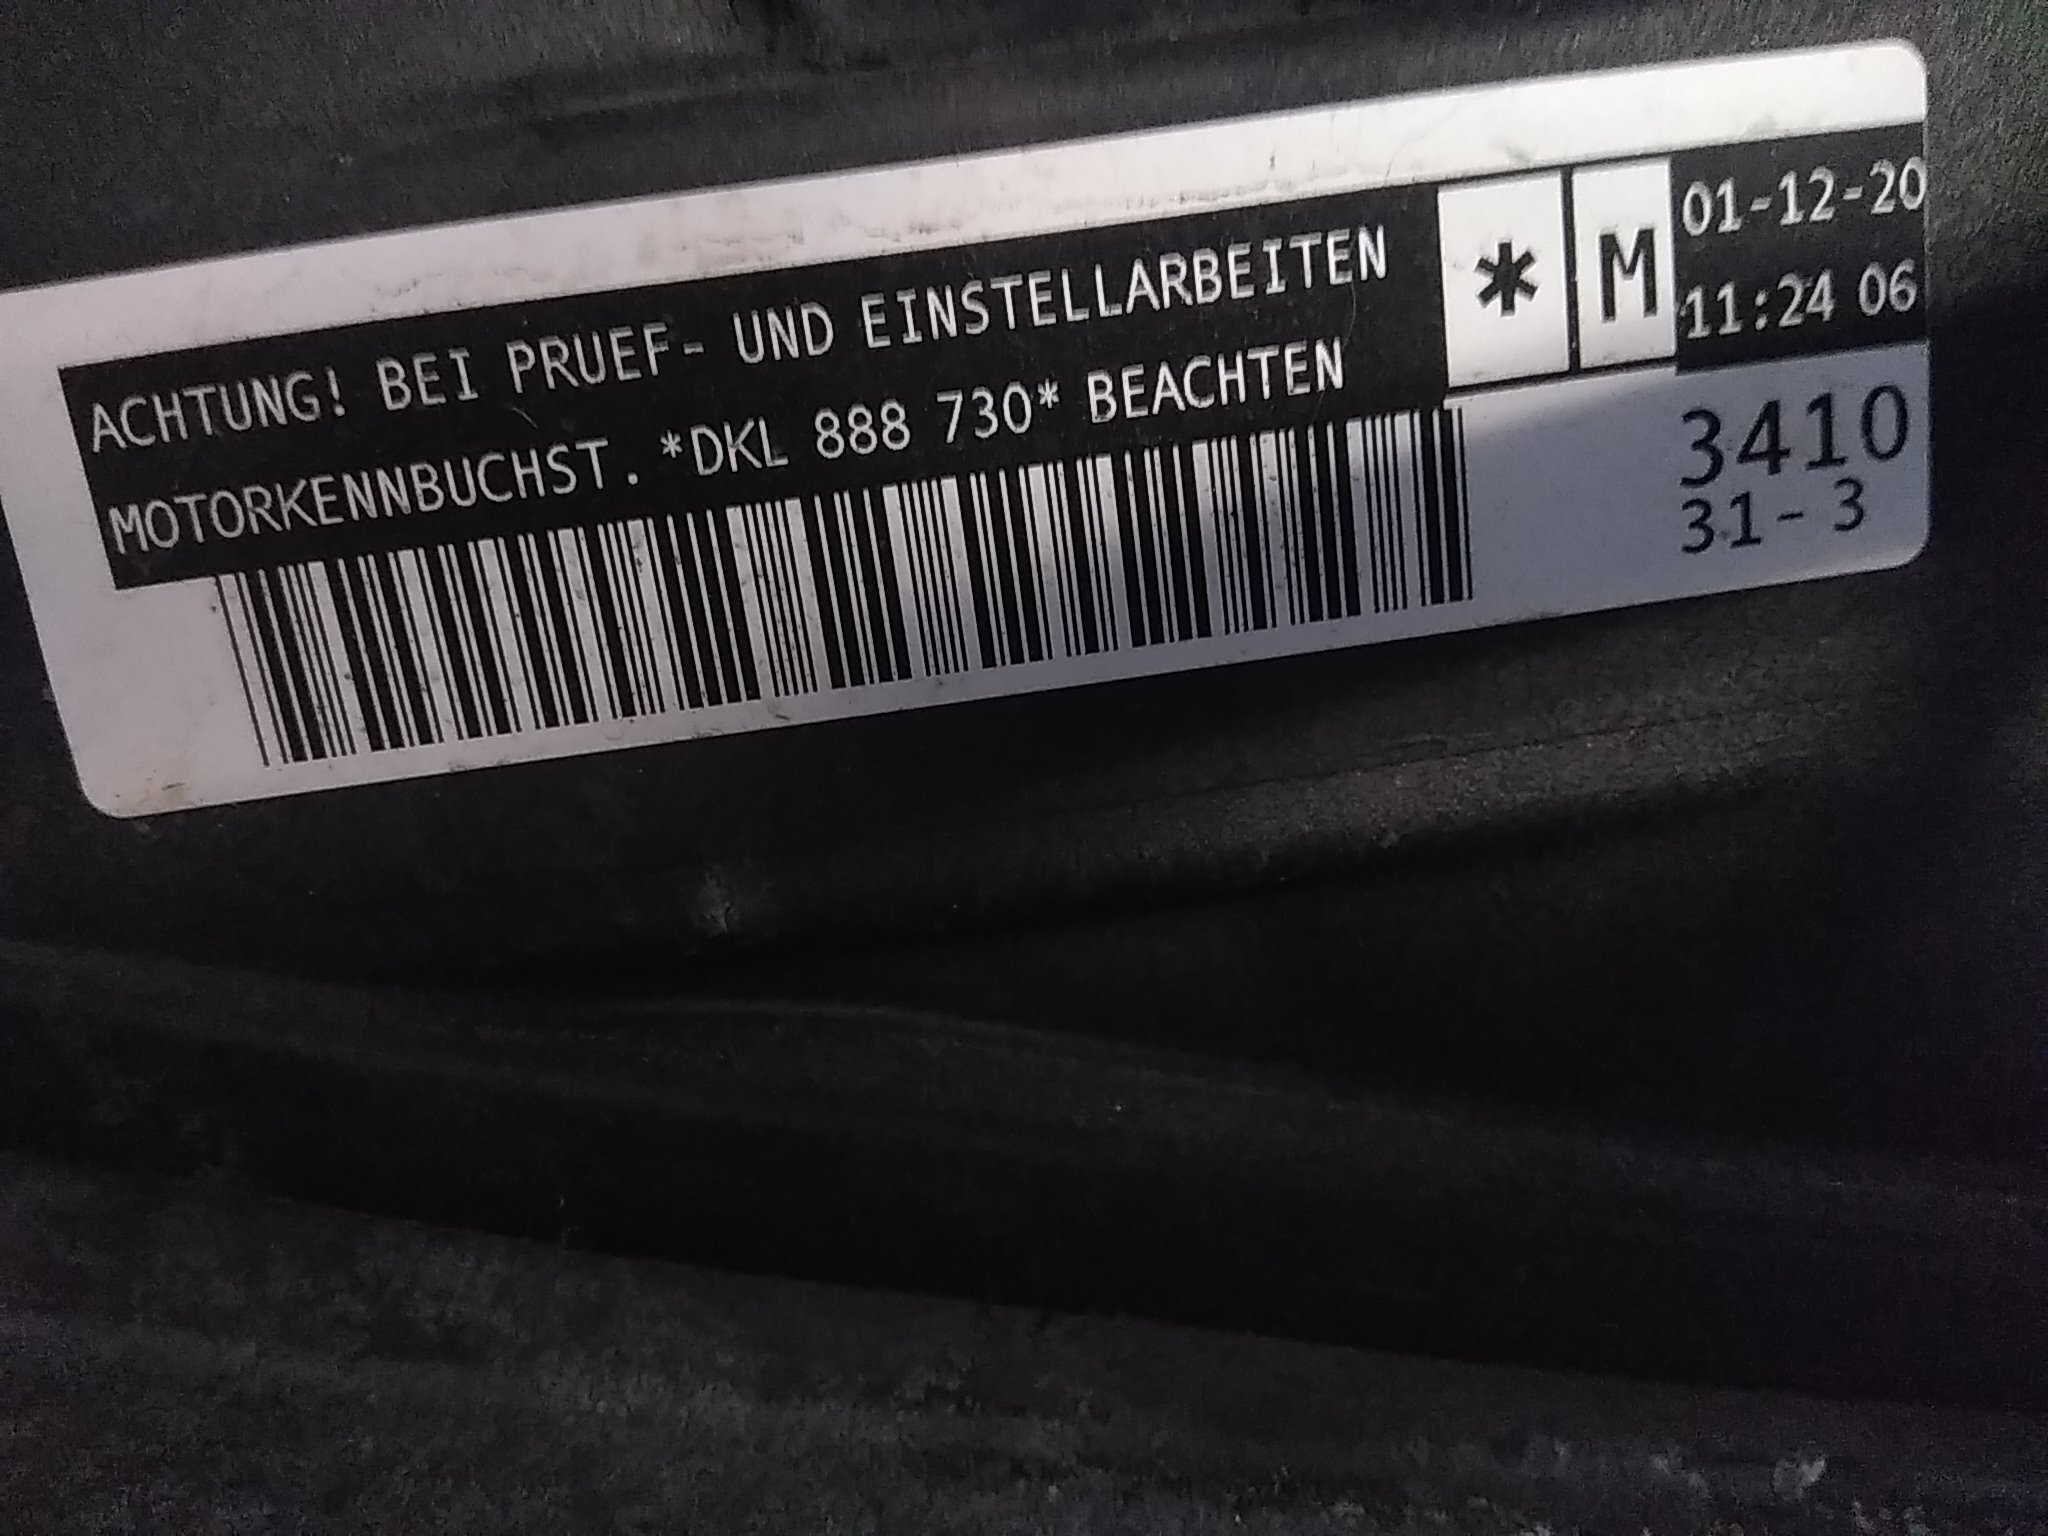 ACHTUNG! BEI PRUEF- UND EINSTELLARBEITEN
MOTORKENNBUCHST. *DKL 888 730* BEACHTEN
* M
01-12-20
11:24 06
3410
31- 3